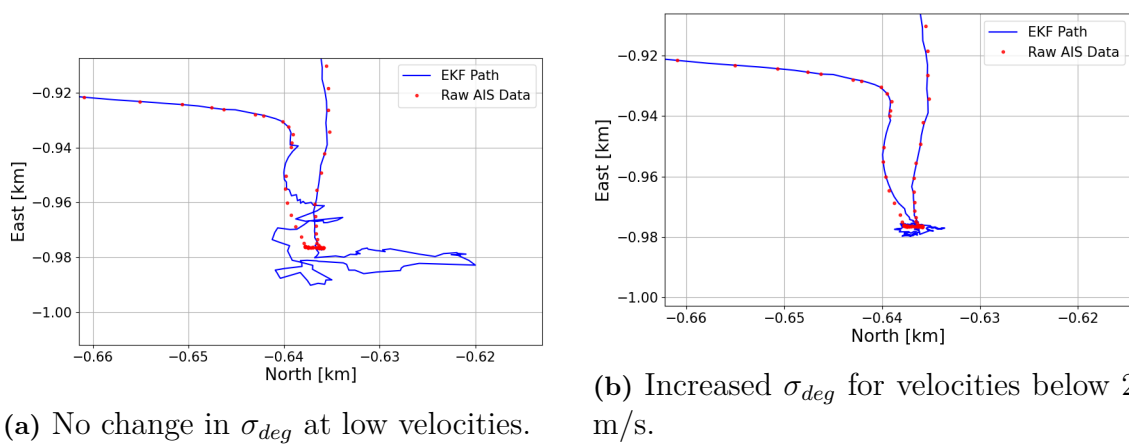 EKF Path
Raw AIS Data
−0.92
−0.94
−0.96
−0.98
−1.00
East [km]
−0.66
−0.65
−0.64
−0.63
−0.62
North [km]
(a) No change in σdeg at low velocities.
EKF Path
Raw AIS Data
−0.92
−0.94
−0.96
−0.98
−1.00
East [km]
−0.66
−0.65
−0.64
−0.63
−0.62
North [km]
(b) Increased σdeg for velocities below 2
m/s.